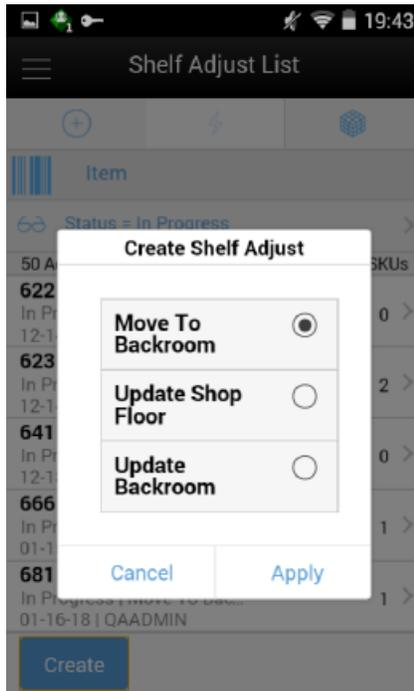 19:43
Shelf Adjust List
Item
Status = In Progress
Create Shelf Adjust
50 A
SKUs
622
In Pr
0
12-1
Move To
Backroom
623
In Pr
2
12-1
Update Shop
Floor
641
In Pr
0
12-1
Update
Backroom
666
In Pr
1
01-1
Cancel
Apply
681
In Progress | Move To Bac...
1
01-16-18 | QAADMIN
Create